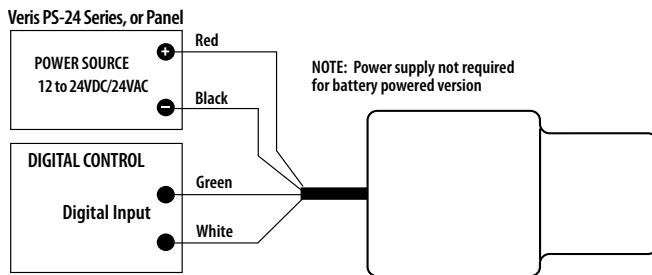 Veris PS-24 Series, or Panel
POWER SOURCE
12 to 24VDC/24VAC
+
Red
−
Black
NOTE: Power supply not required
for battery powered version
DIGITAL CONTROL
Digital Input
Green
White